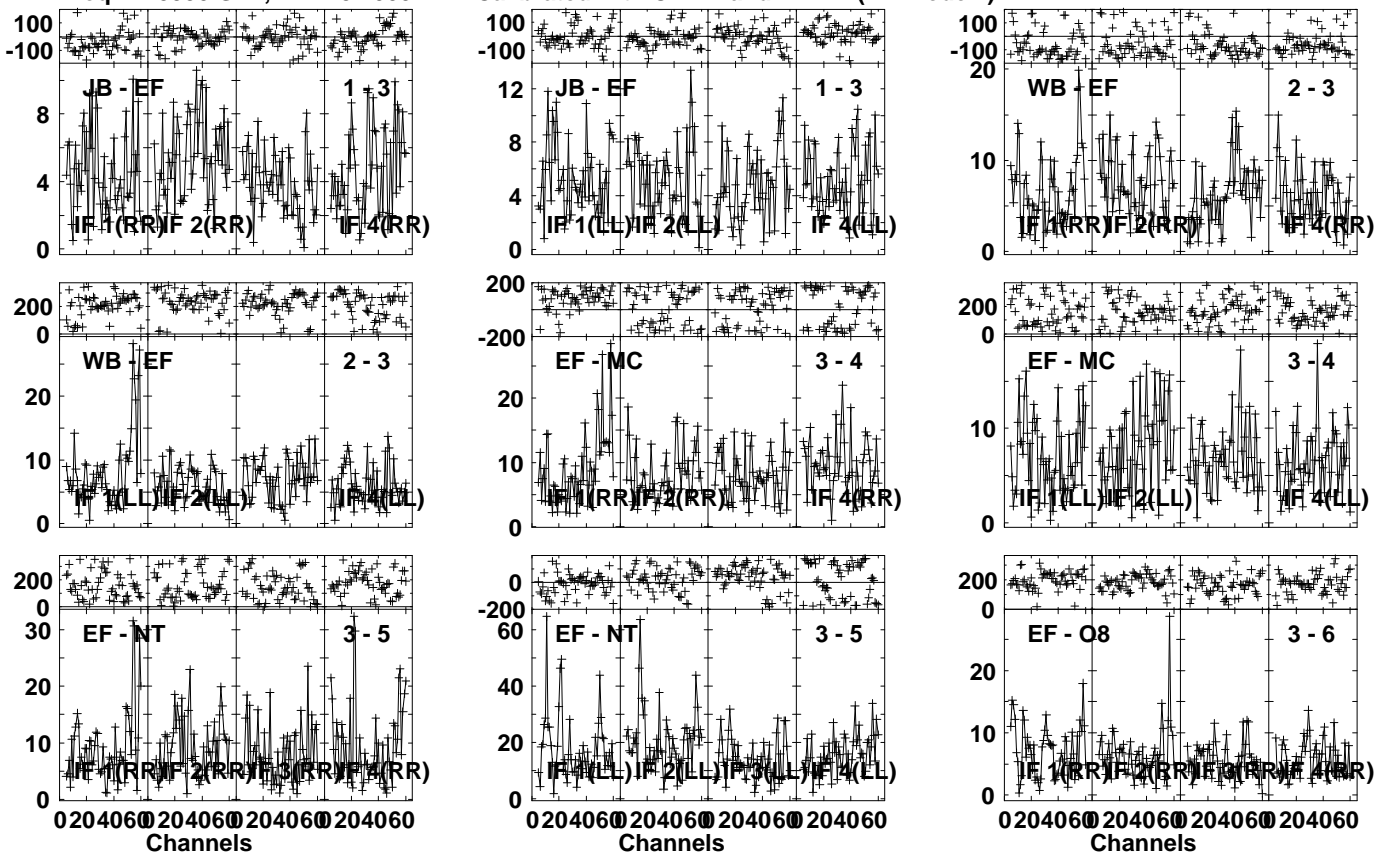 100
-100
JB - EF
1 - 3
8
4
0
IF 1(RR)
IF 2(RR)
IF 4(RR)
100
-100
JB - EF
1 - 3
12
8
4
0
IF 1(LL)
IF 2(LL)
IF 4(LL)
100
-100
20
WB - EF
2 - 3
10
0
IF 1(RR)
IF 2(RR)
IF 4(RR)
200
0
WB - EF
2 - 3
20
10
0
IF 1(LL)
IF 2(LL)
IF 4(LL)
200
-200
EF - MC
3 - 4
20
10
0
IF 1(RR)
IF 2(RR)
IF 4(RR)
200
0
EF - MC
3 - 4
10
0
IF 1(LL)
IF 2(LL)
IF 4(LL)
200
0
30
EF - NT
3 - 5
20
10
0
IF 1(RR)
IF 2(RR)
IF 3(RR)
IF 4(RR)
0 20 40 60 0 20 40 60 0 20 40 60 0 20 40 60
Channels
0
-200
60
EF - NT
3 - 5
40
20
0
IF 1(LL)
IF 2(LL)
IF 3(LL)
IF 4(LL)
0 20 40 60 0 20 40 60 0 20 40 60 0 20 40 60
Channels
200
0
EF - O8
3 - 6
20
10
0
IF 1(RR)
IF 2(RR)
IF 3(RR)
IF 4(RR)
0 20 40 60 0 20 40 60 0 20 40 60 0 20 40 60
Channels